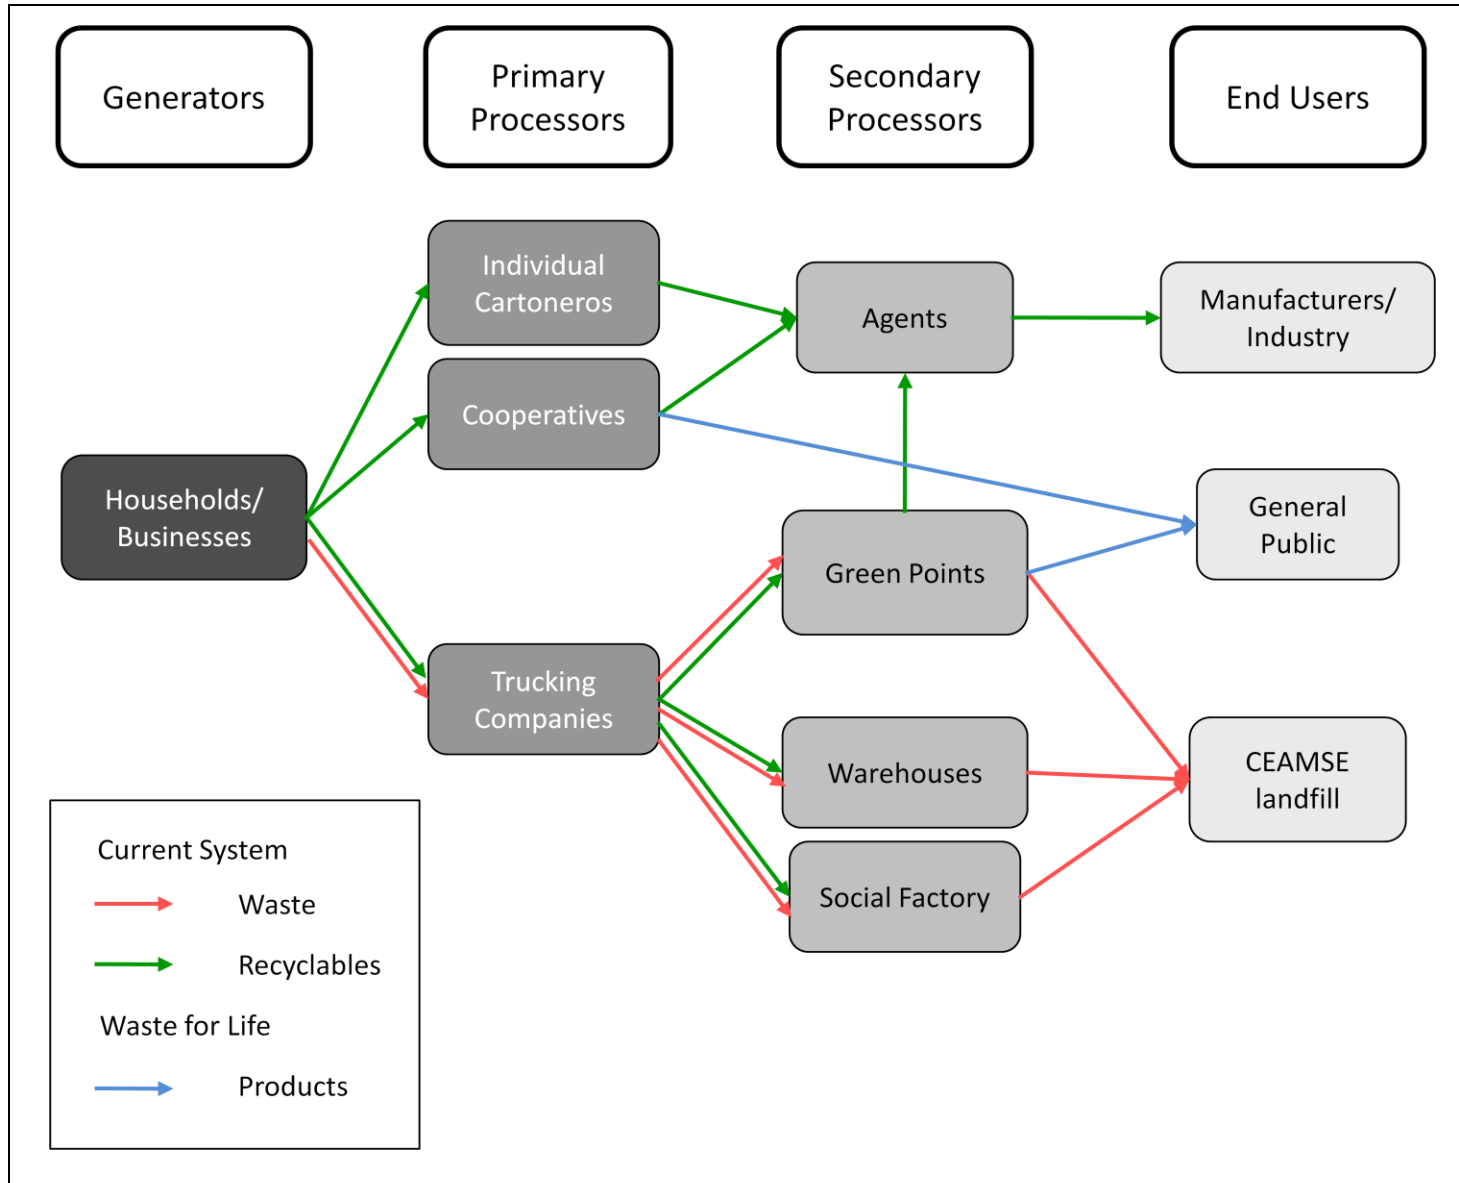 Generators
Primary
Processors
Secondary
Processors
End Users
Individual
Cartoneros
Agents
Manufacturers/
Industry
Cooperatives
Households/
Businesses
General
Public
Green Points
Trucking
Companies
Warehouses
CEAMSE
landfill
Social Factory
Current System
Waste
Recyclables
Waste for Life
Products